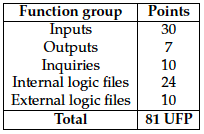 Function group Points
Inputs 30
Outputs 7
Inquiries 10
Internal logic files 24
External logic files 10
Total 81 UFP